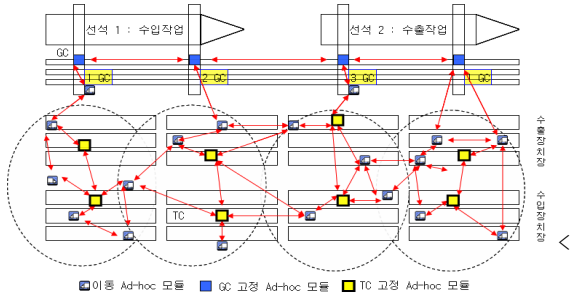 선석 1 : 수입작업
선석 2 : 수출작업
GC
1 GC
2 GC
3 GC
수출장치장
TC
수입장치장
이동 Ad-hoc 모듈
GC 고정 Ad-hoc 모듈
TC 고정 Ad-hoc 모듈